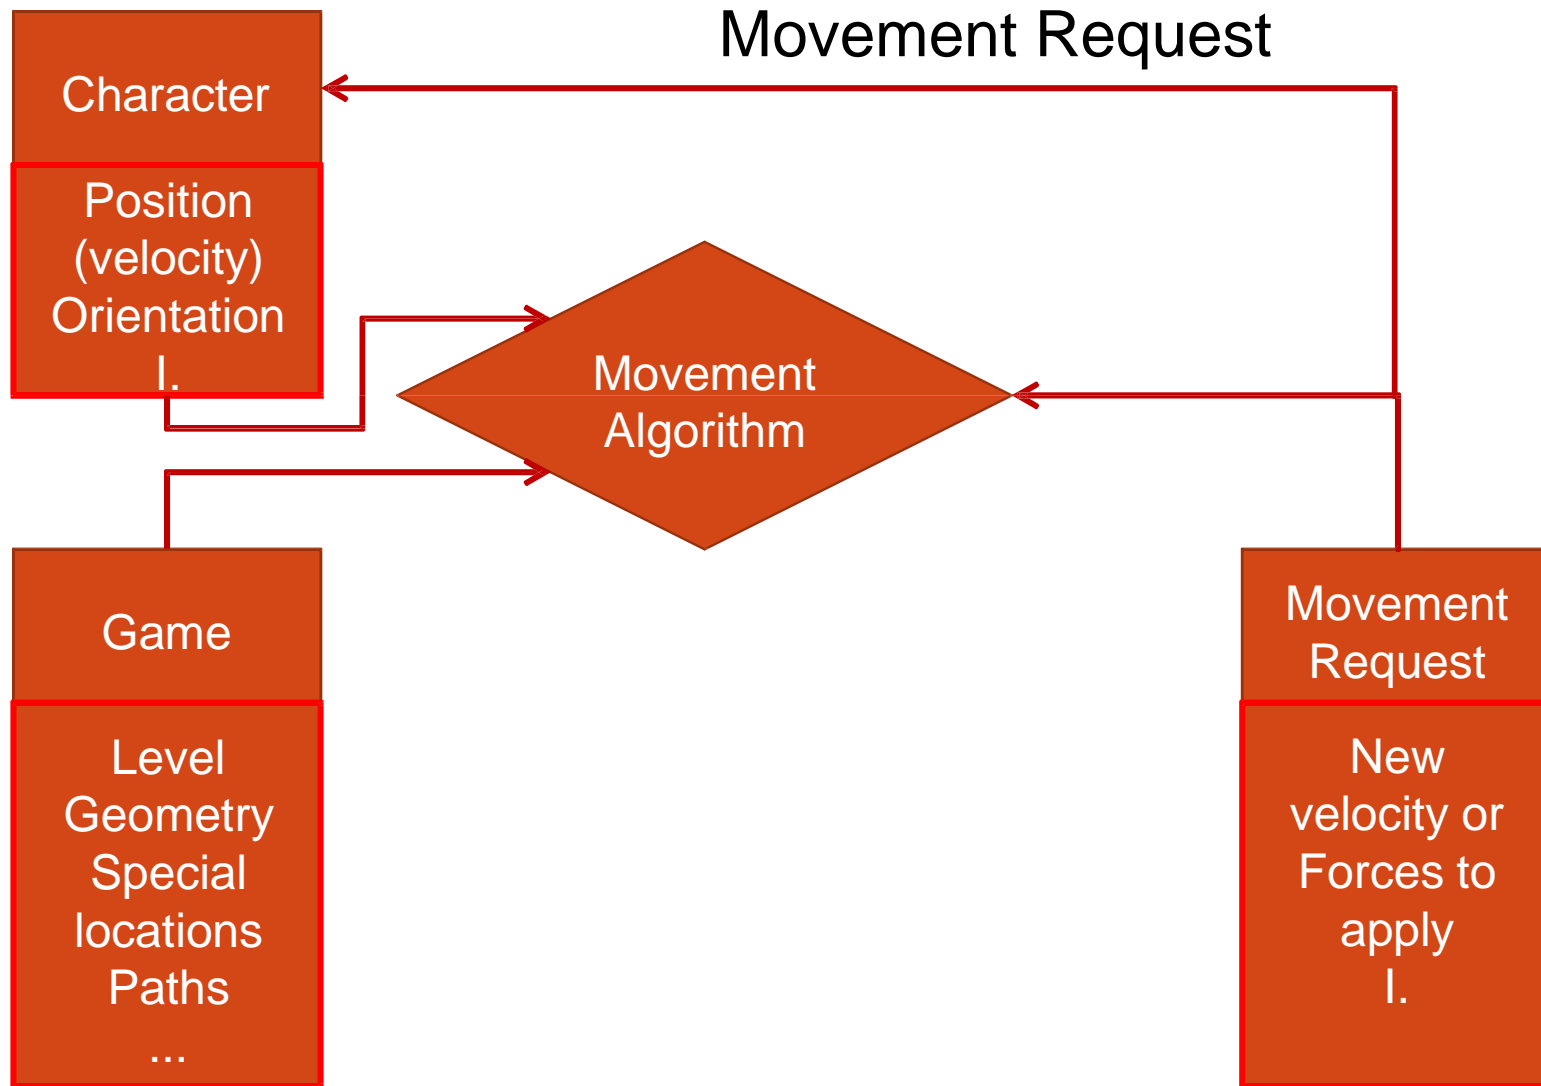 Movement Request
Character
Position
(velocity)
Orientation
I.
Movement
Algorithm
Game
Level
Geometry
Special
locations
Paths
...
Movement
Request
New
velocity or
Forces to
apply
I.